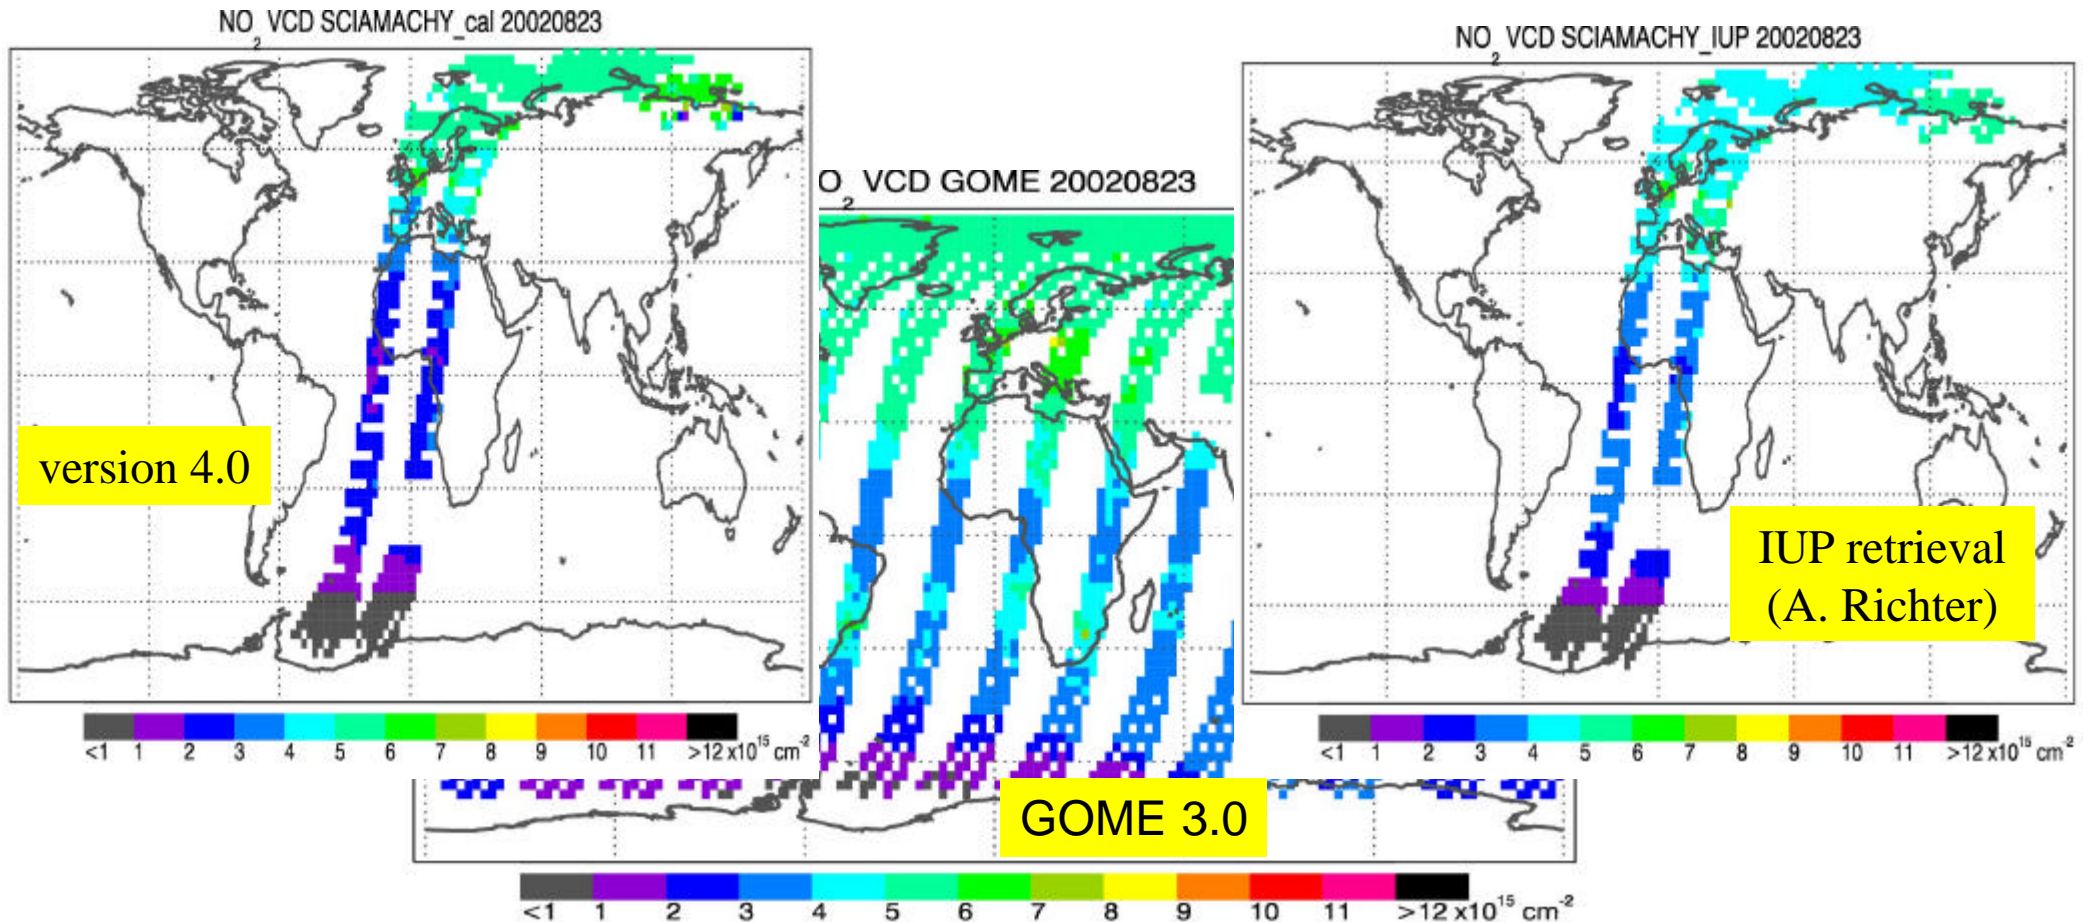 NO2 VCD SCIAMACHY_cal 20020823
version 4.0
<1 1 2 3 4 5 6 7 8 9 10 11 >12 x10^15 cm^-2
O2 VCD GOME 20020823
GOME 3.0
<1 1 2 3 4 5 6 7 8 9 10 11 >12 x10^15 cm^-2
NO2 VCD SCIAMACHY_IUP 20020823
IUP retrieval
(A. Richter)
<1 1 2 3 4 5 6 7 8 9 10 11 >12 x10^15 cm^-2